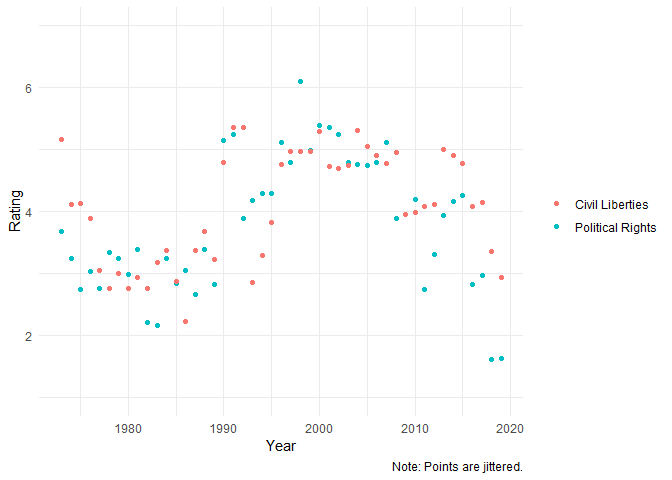 6
4
2
Rating
1980 1990 2000 2010 2020
Year
Civil Liberties
Political Rights
Note: Points are jittered.